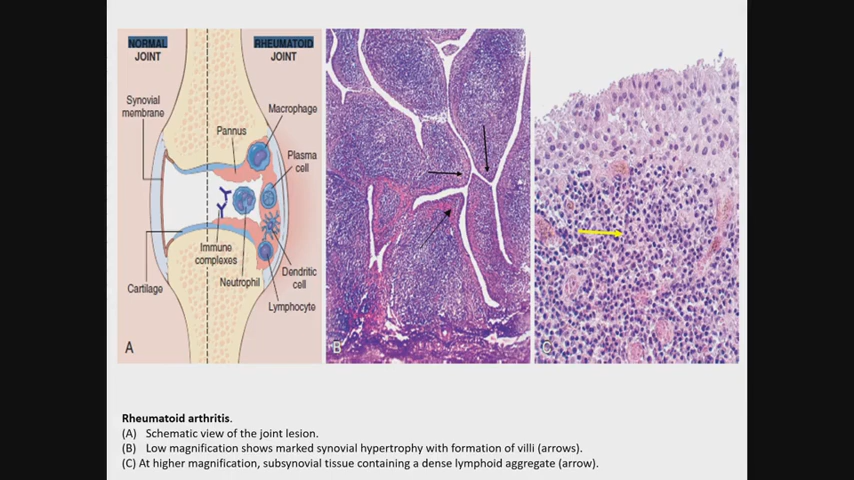 NORMAL
JOINT
RHEUMATOID
JOINT
Synovial
membrane
Pannus
Macrophage
Plasma
cell
Immune
complexes
Neutrophil
Dendritic
cell
Cartilage
Lymphocyte
A
B
C
Rheumatoid arthritis.
(A) Schematic view of the joint lesion.
(B) Low magnification shows marked synovial hypertrophy with formation of villi (arrows).
(C) At higher magnification, subsynovial tissue containing a dense lymphoid aggregate (arrow).